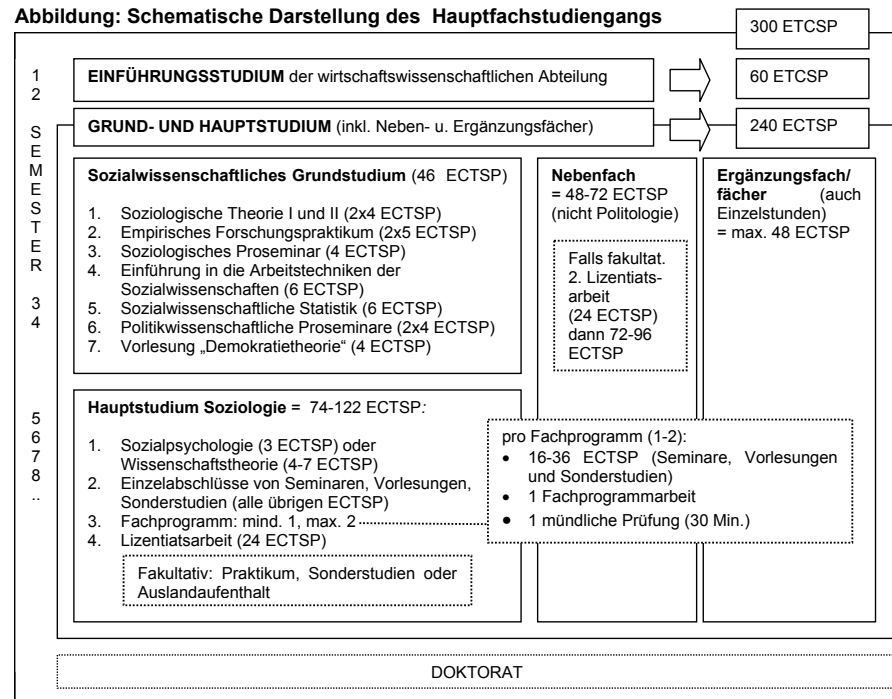 Abbildung: Schematische Darstellung des Hauptfachstudiengangs
300 ETCSP
1
2
S
E
M
E
S
T
E
R
3
4
5
6
7
8
..
EINFÜHRUNGSSTUDIUM der wirtschaftswissenschaftlichen Abteilung
60 ETCSP
GRUND- UND HAUPTSTUDIUM (inkl. Neben- u. Ergänzungsfächer)
240 ECTSP
Sozialwissenschaftliches Grundstudium (46 ECTSP)
1. Soziologische Theorie I und II (2x4 ECTSP)
2. Empirisches Forschungspraktikum (2x5 ECTSP)
3. Soziologisches Proseminar (4 ECTSP)
4. Einführung in die Arbeitstechniken der
Sozialwissenschaften (6 ECTSP)
5. Sozialwissenschaftliche Statistik (6 ECTSP)
6. Politikwissenschaftliche Proseminare (2x4 ECTSP)
7. Vorlesung „Demokratietheorie“ (4 ECTSP)
Nebenfach
= 48-72 ECTSP
(nicht Politologie)
Falls fakultat.
2. Lizentiats-
arbeit
(24 ECTSP)
dann 72-96
ECTSP
Ergänzungsfach/
fächer (auch
Einzelstunden)
= max. 48 ECTSP
Hauptstudium Soziologie = 74-122 ECTSP:
1. Sozialpsychologie (3 ECTSP) oder
Wissenschaftstheorie (4-7 ECTSP)
2. Einzelabschlüsse von Seminaren, Vorlesungen,
Sonderstudien (alle übrigen ECTSP)
3. Fachprogramm: mind. 1, max. 2
4. Lizentiatsarbeit (24 ECTSP)
Fakultativ: Praktikum, Sonderstudien oder
Auslandaufenthalt
pro Fachprogramm (1-2):
• 16-36 ECTSP (Seminare, Vorlesungen
und Sonderstudien)
• 1 Fachprogrammarbeit
• 1 mündliche Prüfung (30 Min.)
DOKTORAT